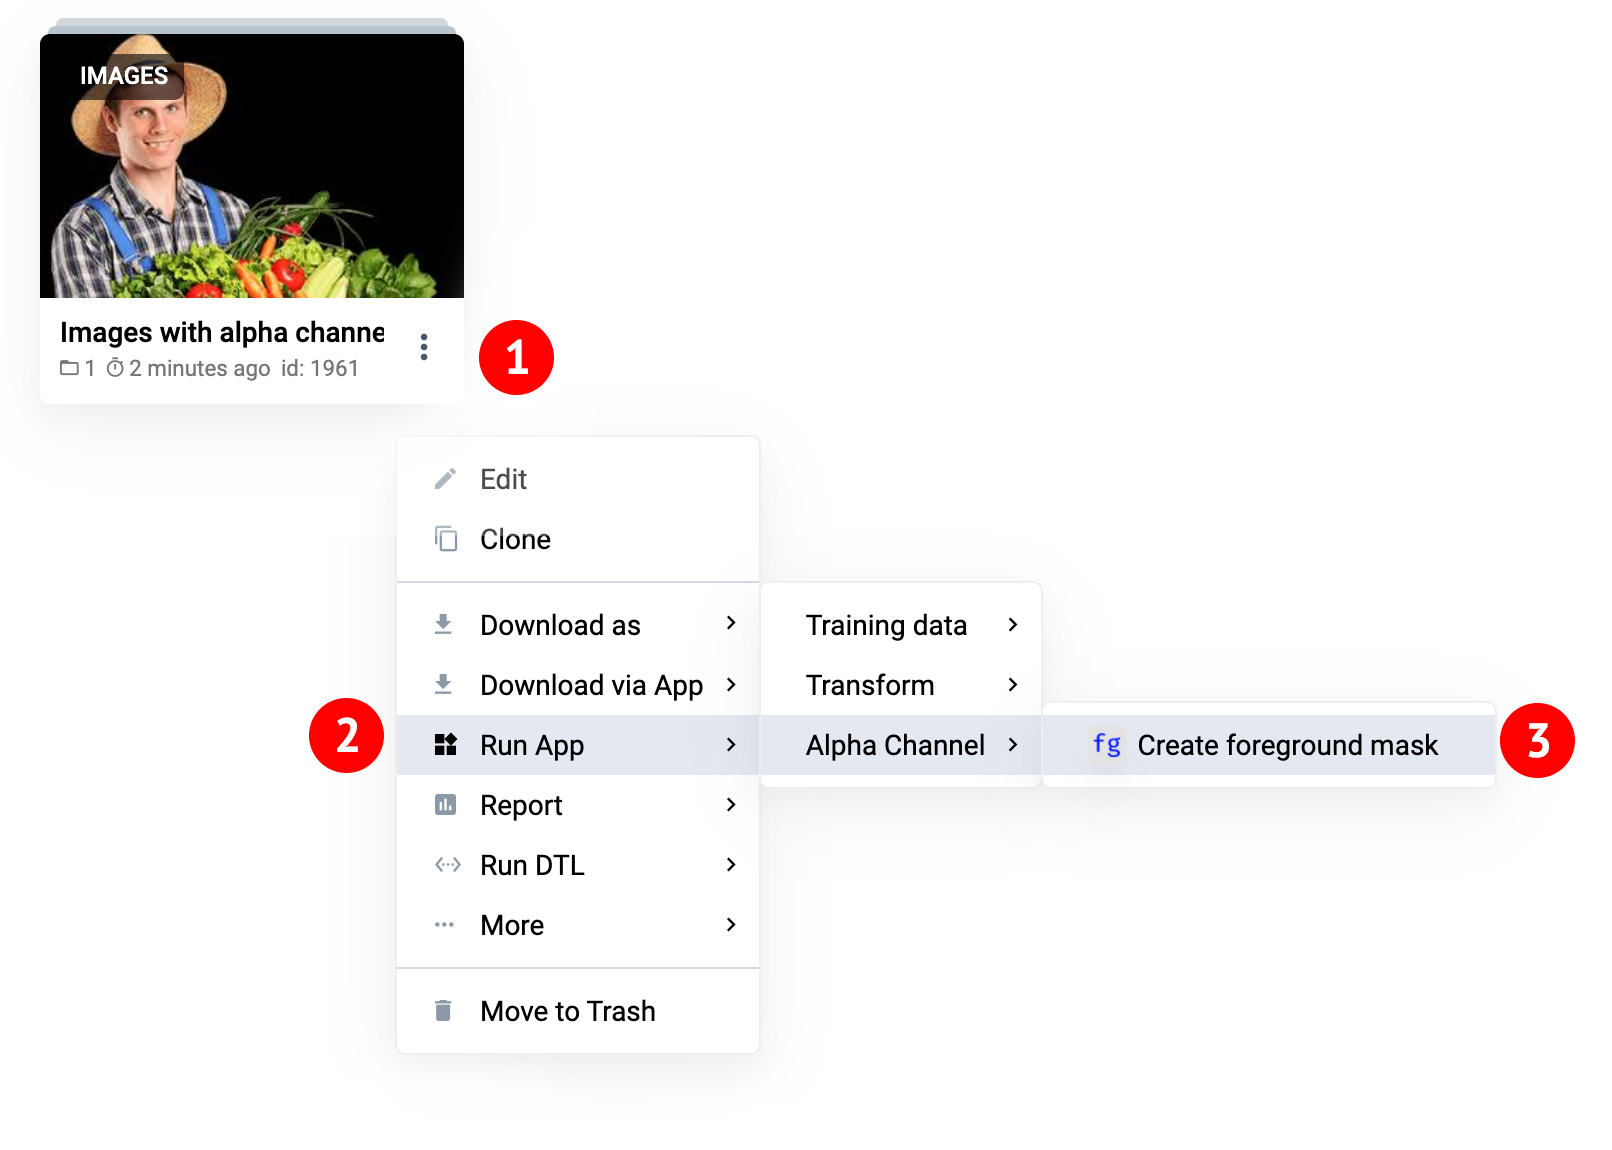 IMAGES
Images with alpha channe
1 2 minutes ago id: 1961
1
Edit
Clone
Download as
Download via App
2
Run App
Report
Run DTL
More
Move to Trash
Training data
Transform
Alpha Channel
fg Create foreground mask
3